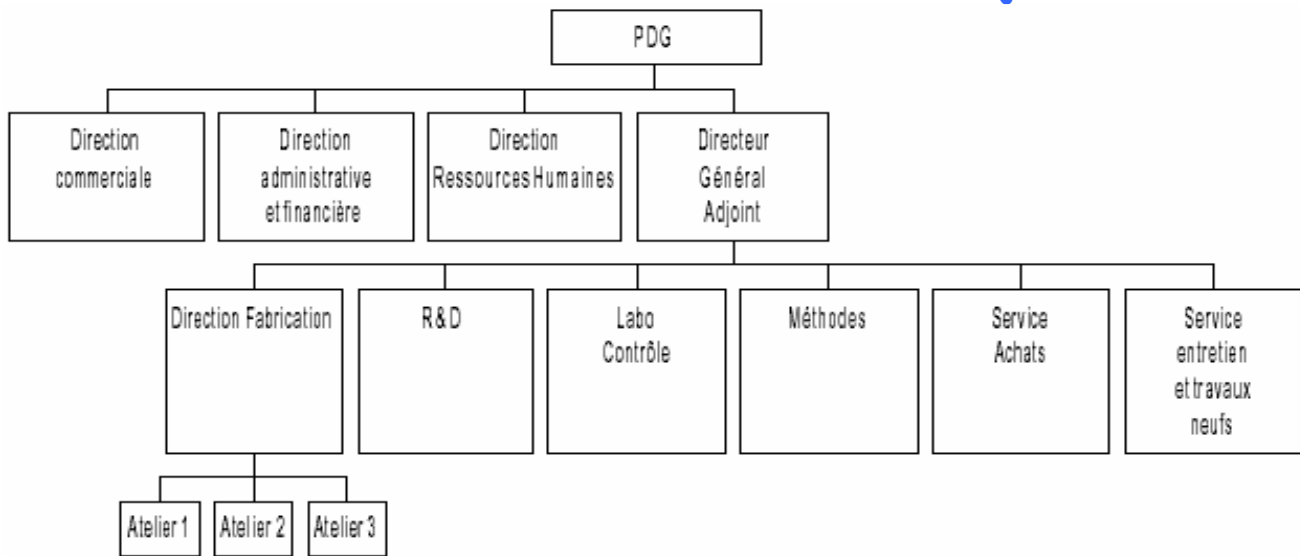 PDG
Direction
commerciale
Direction
administrative
et financière
Direction
Ressources Humaines
Directeur
Général
Adjoint
Direction Fabrication
R&D
Labo
Contrôle
Méthodes
Service
Achats
Service
entretien
et travaux
neufs
Atelier 1
Atelier 2
Atelier 3